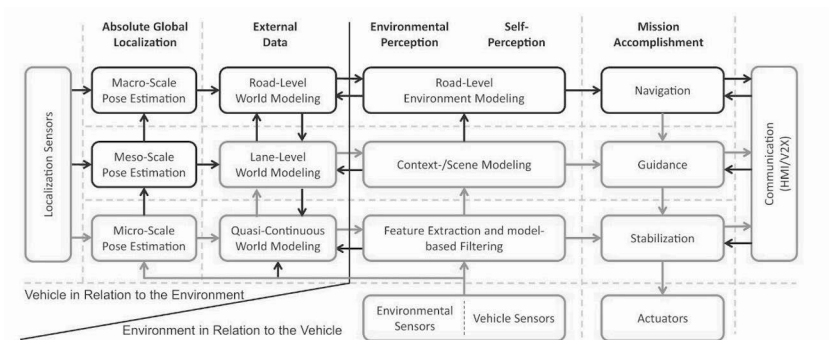 Absolute Global
Localization
External
Data
Environmental
Perception
Self-
Perception
Mission
Accomplishment
Localization Sensors
Macro-Scale
Pose Estimation
Road-Level
World Modeling
Road-Level
Environment Modeling
Navigation
Communication
(HMI/V2X)
Meso-Scale
Pose Estimation
Lane-Level
World Modeling
Context-/Scene Modeling
Guidance
Micro-Scale
Pose Estimation
Quasi-Continuous
World Modeling
Feature Extraction and model-
based Filtering
Stabilization
Vehicle in Relation to the Environment
Environment in Relation to the Vehicle
Environmental
Sensors
Vehicle Sensors
Actuators